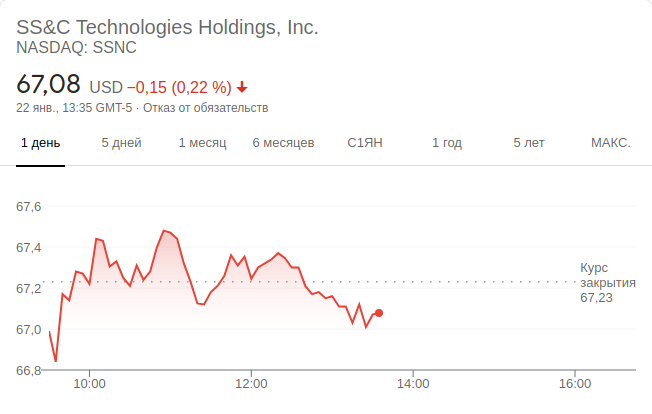 SS&C Technologies Holdings, Inc.
NASDAQ: SSNC
67,08 USD −0,15 (0,22 %)
22 янв., 13:35 GMT-5 · Отказ от обязательств
1 день 5 дней 1 месяц 6 месяцев С1ЯН 1 год 5 лет МАКС.
67,6
67,4
67,2
67,0
66,8
Курс
закрытия
67,23
10:00 12:00 14:00 16:00